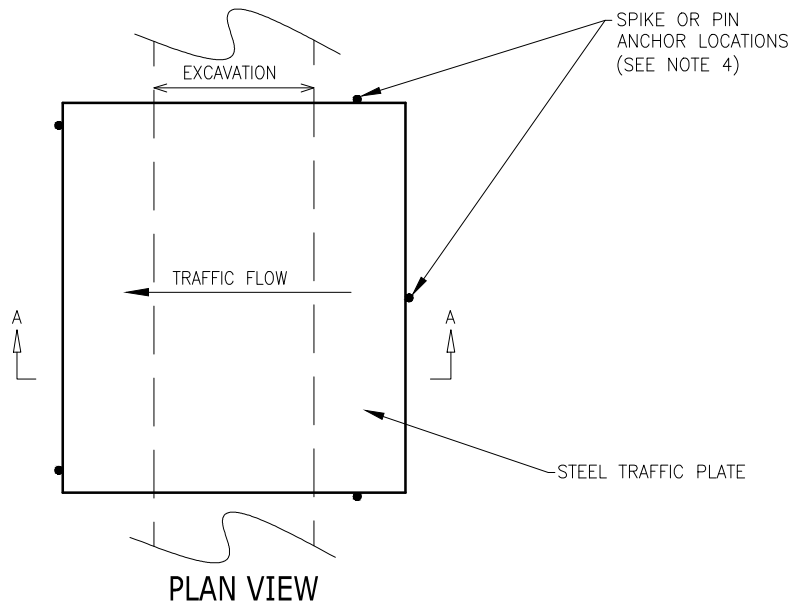 SPIKE OR PIN
ANCHOR LOCATIONS
(SEE NOTE 4)
EXCAVATION
TRAFFIC FLOW
A
A
STEEL TRAFFIC PLATE
PLAN VIEW